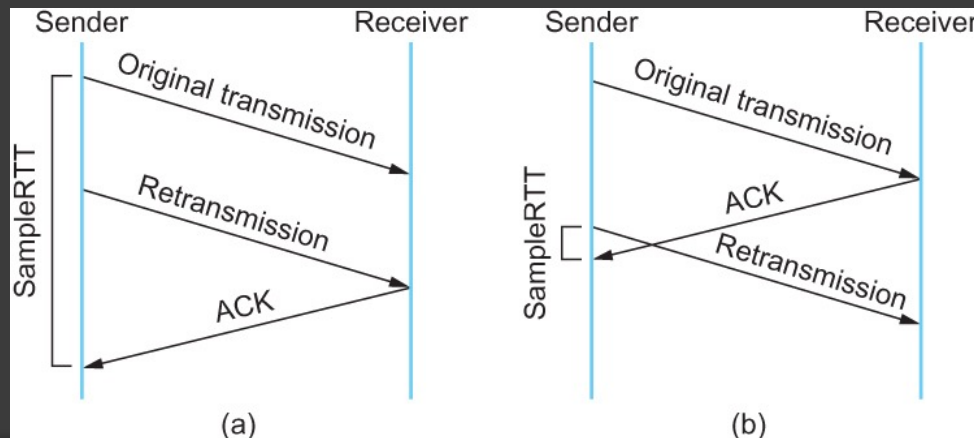 Sender
Receiver
Original transmission
Retransmission
ACK
SampleRTT
(a)
Sender
Receiver
Original transmission
ACK
Retransmission
SampleRTT
(b)